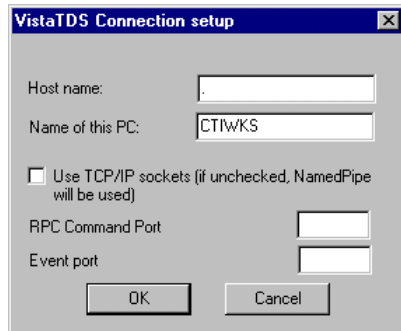 VistaTDS Connection setup
Host name:
.
Name of this PC:
CTIWKS
Use TCP/IP sockets (if unchecked, NamedPipe
will be used)
RPC Command Port
Event port
OK
Cancel